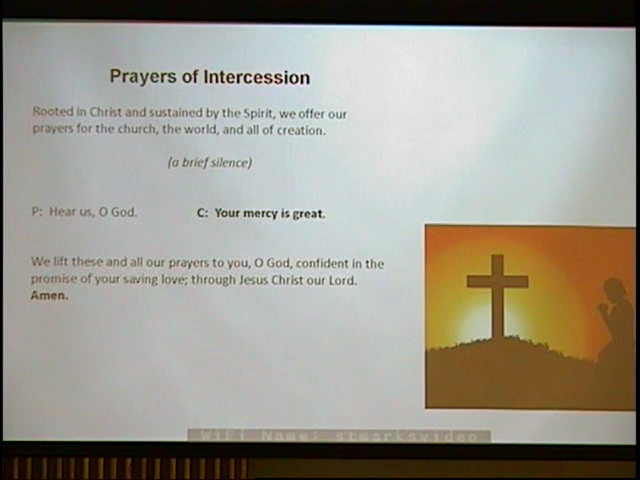 Prayers of Intercession
Rooted in Christ and sustained by the Spirit, we offer our
prayers for the church, the world, and all of creation.
(a brief silence)
P: Hear us, O God. C: Your mercy is great.
We lift these and all our prayers to you, O God, confident in the
promise of your saving love; through Jesus Christ our Lord.
Amen.
WiFi Name: stmarksvideo